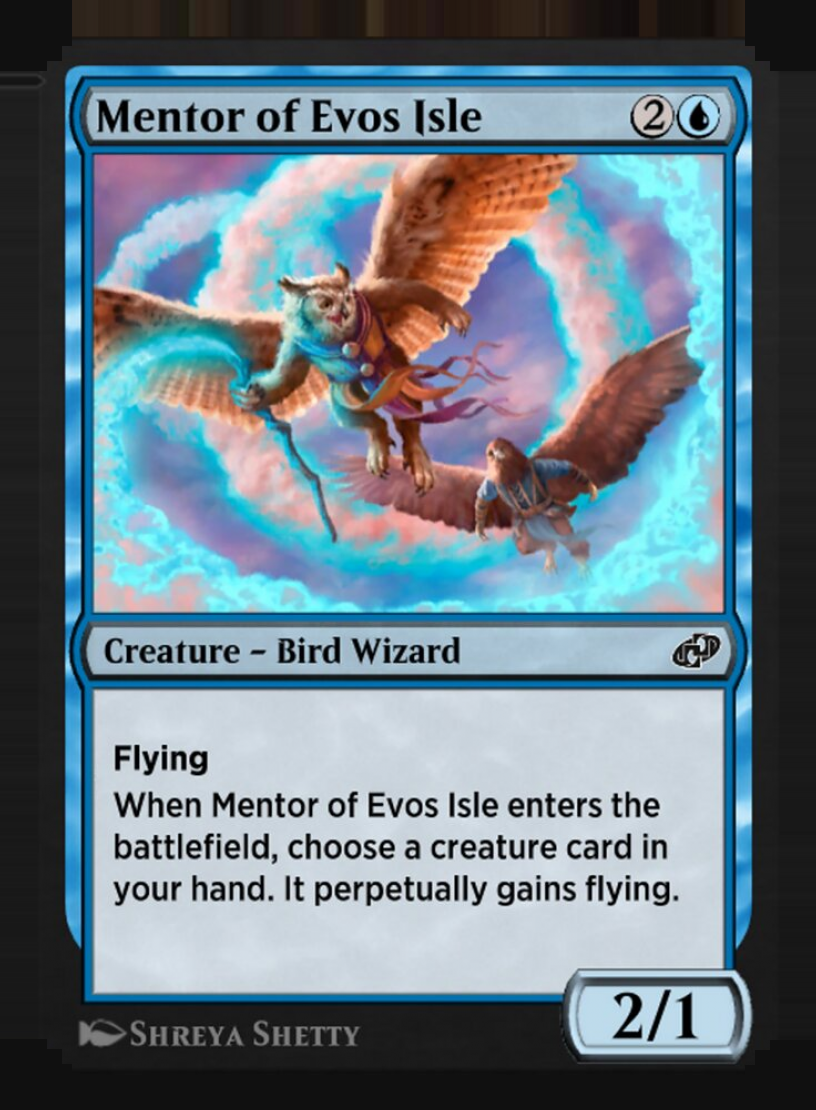 Mentor of Evos Isle 2
Creature – Bird Wizard
Flying
When Mentor of Evos Isle enters the
battlefield, choose a creature card in
your hand. It perpetually gains flying.
2/1
Shreya Shetty